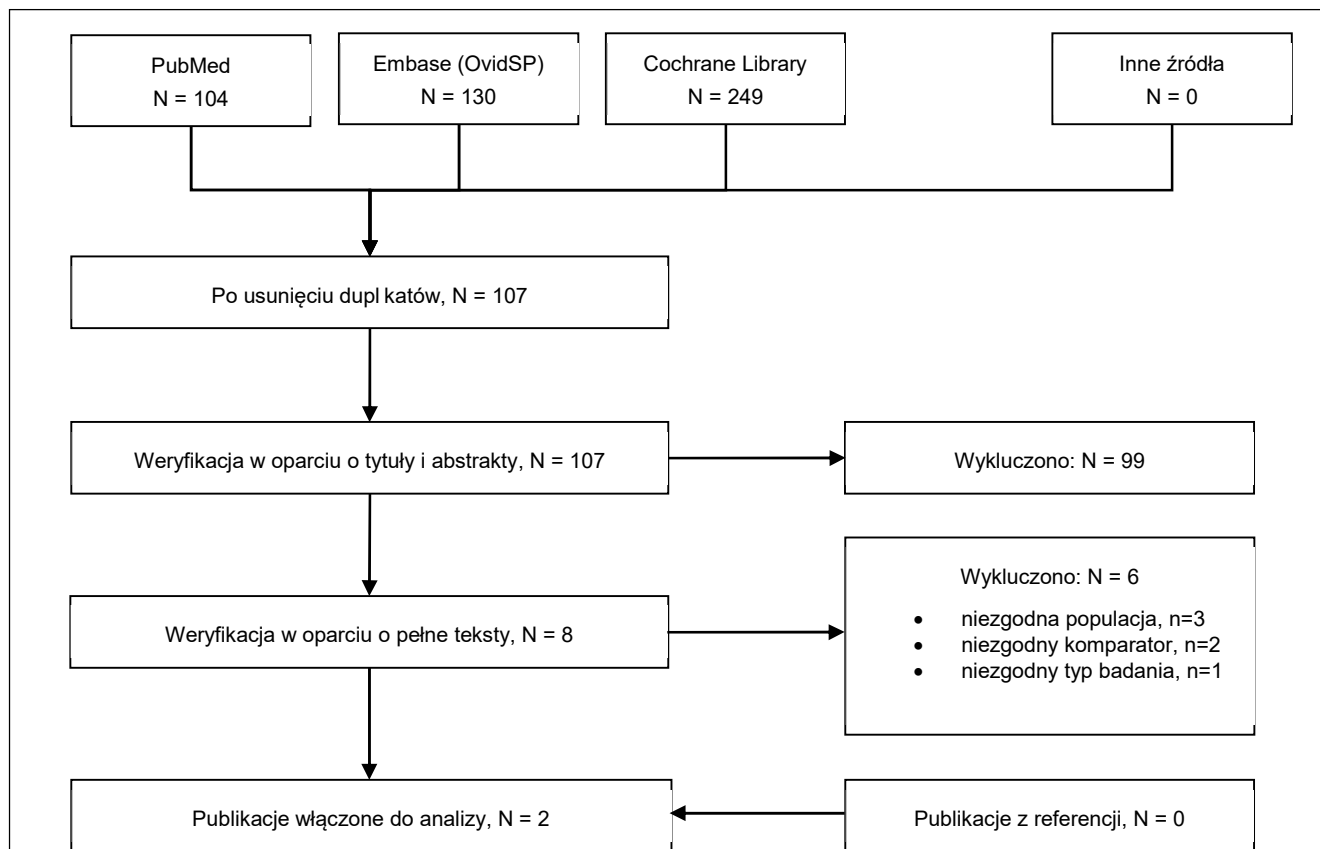 PubMed
N = 104
Embase (OvidSP)
N = 130
Cochrane Library
N = 249
Inne źródła
N = 0
Po usunięciu dupl katów, N = 107
Weryfikacja w oparciu o tytuły i abstrakty, N = 107
Wykluczono: N = 99
Weryfikacja w oparciu o pełne teksty, N = 8
Wykluczono: N = 6
• niezgodna populacja, n=3
• niezgodny komparator, n=2
• niezgodny typ badania, n=1
Publikacje włączone do analizy, N = 2
Publikacje z referencji, N = 0